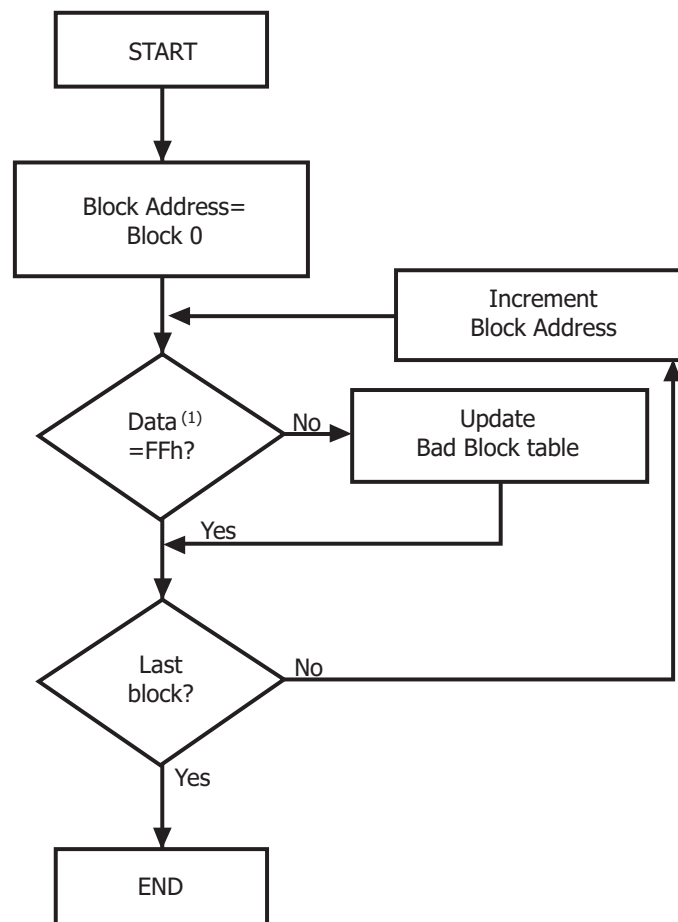 START
Block Address=
Block 0
Increment
Block Address
Data (1)
=FFh?
No
Update
Bad Block table
Yes
Last
block?
No
Yes
END